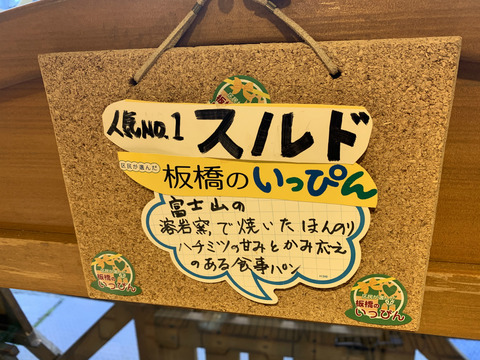 人気NO.1 スルド
区民が選んだ
板橋のいっぴん
富士山の
溶岩窯で焼いたほんのり
ハチミツの甘みとかみ応え
のある食事パン
板橋の
いっぴん
板橋の
いっぴん